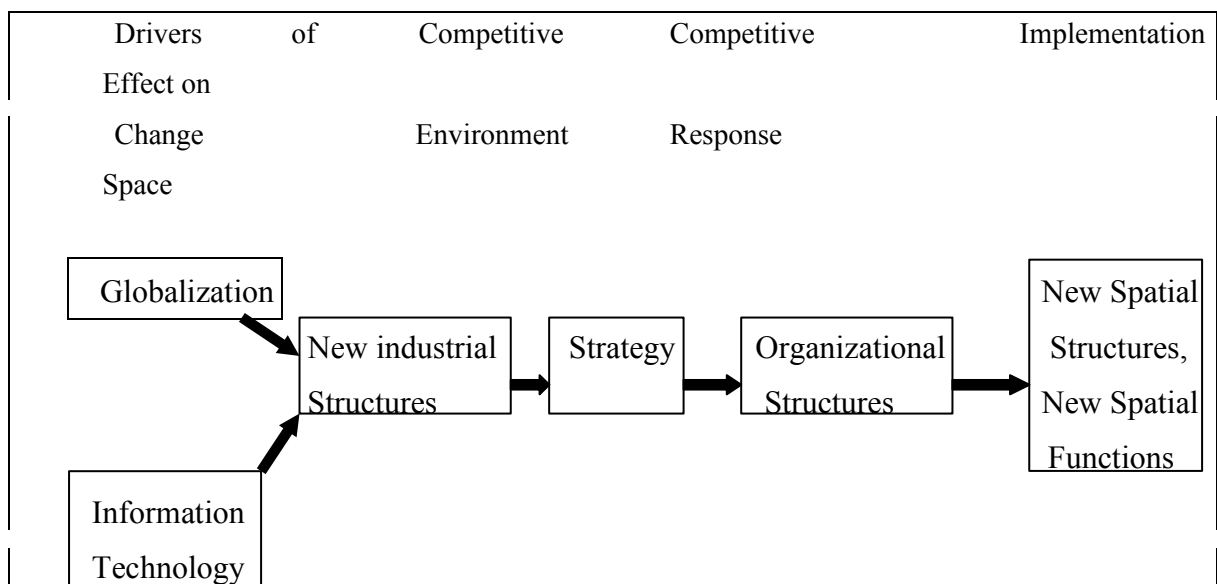 Drivers of Competitive Competitive Implementation
Effect on
Change Environment Response
Space
Globalization
New industrial
Structures
Strategy
Organizational
Structures
New Spatial
Structures,
New Spatial
Functions
Information
Technology